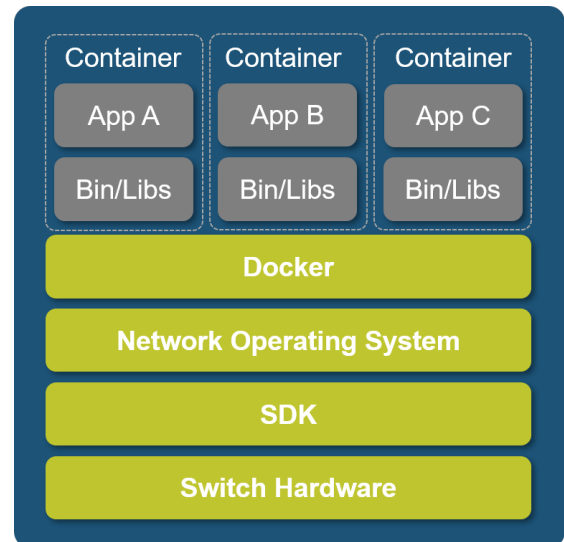 Container Container Container
App A App B App C
Bin/Libs Bin/Libs Bin/Libs
Docker
Network Operating System
SDK
Switch Hardware